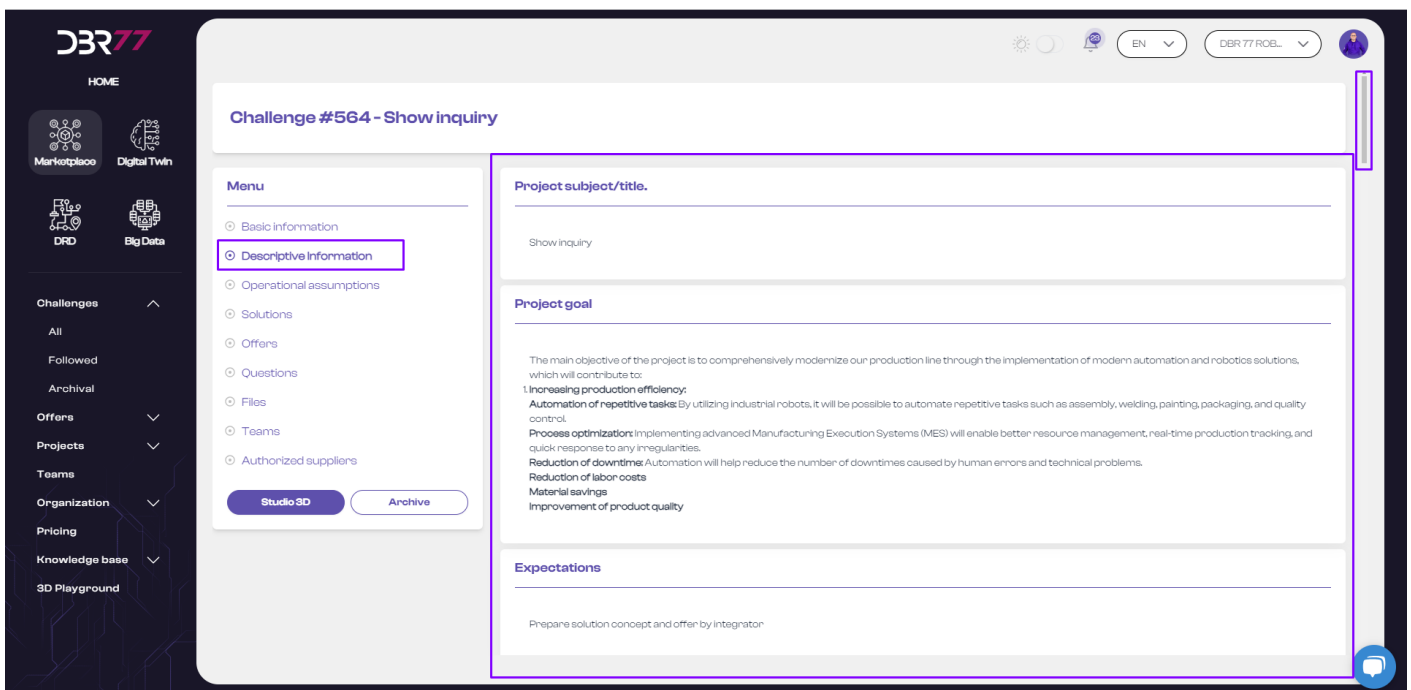 DBR77
HOME
Marketplace
Digital Twin
DRD
Big Data
Challenges
All
Followed
Archival
Offers
Projects
Teams
Organization
Pricing
Knowledge base
3D Playground
23
EN
DBR 77 ROB...
Challenge #564 - Show inquiry
Menu
Basic information
Descriptive information
Operational assumptions
Solutions
Offers
Questions
Files
Teams
Authorized suppliers
Studio 3D
Archive
Project subject/title.
Show inquiry
Project goal
The main objective of the project is to comprehensively modernize our production line through the implementation of modern automation and robotics solutions,
which will contribute to:
1. Increasing production efficiency:
Automation of repetitive tasks: By utilizing industrial robots, it will be possible to automate repetitive tasks such as assembly, welding, painting, packaging, and quality
control.
Process optimization: Implementing advanced Manufacturing Execution Systems (MES) will enable better resource management, real-time production tracking, and
quick response to any irregularities.
Reduction of downtime: Automation will help reduce the number of downtimes caused by human errors and technical problems.
Reduction of labor costs
Material savings
Improvement of product quality
Expectations
Prepare solution concept and offer by integrator